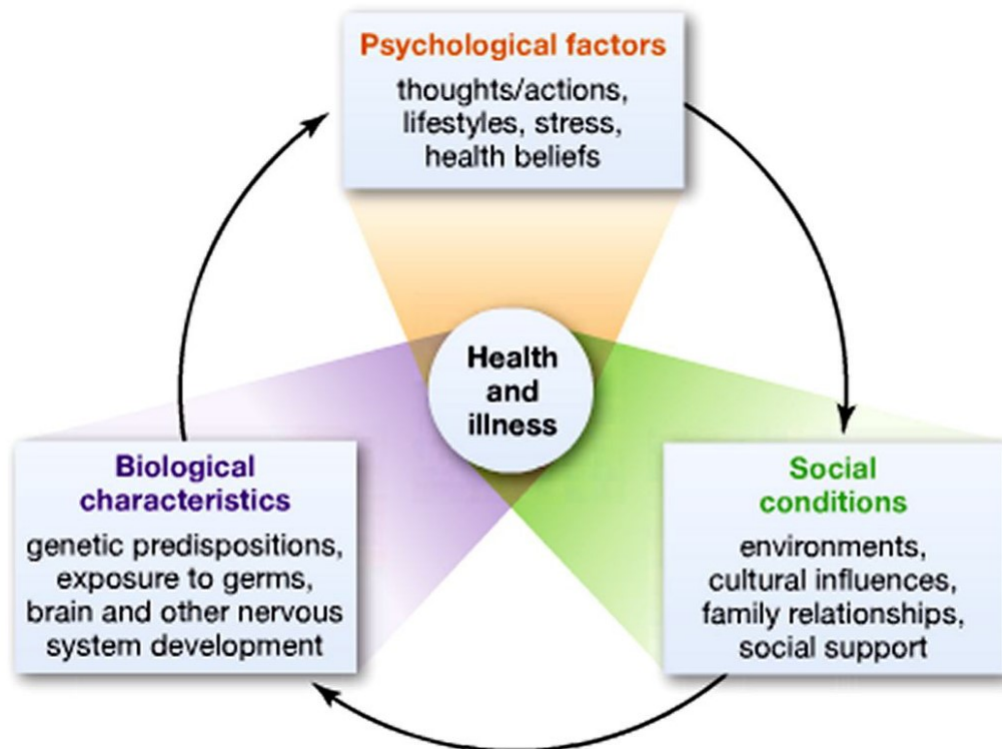 Psychological factors
thoughts/actions,
lifestyles, stress,
health beliefs
Health
and
illness
Biological
characteristics
genetic predispositions,
exposure to germs,
brain and other nervous
system development
Social
conditions
environments,
cultural influences,
family relationships,
social support